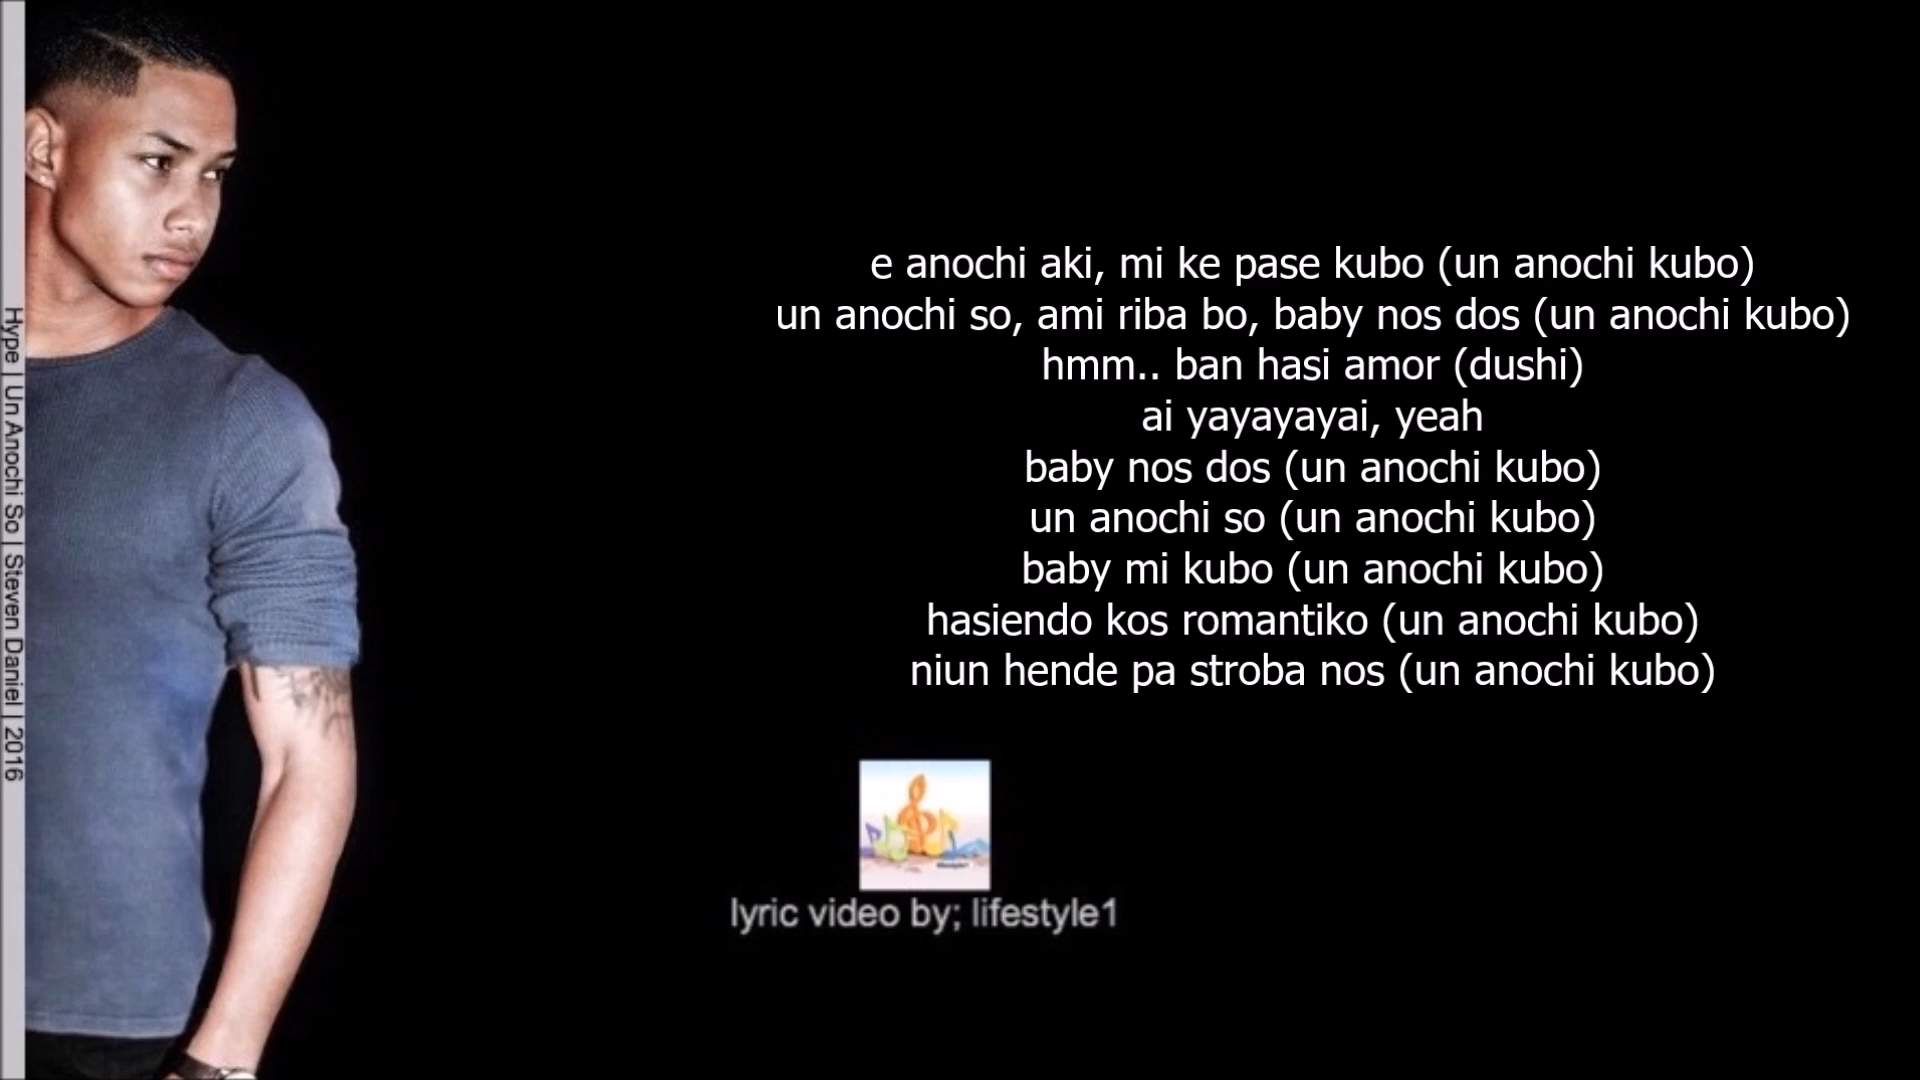 Hype | Un Anochi So | Steven Daniel | 2016
e anochi aki, mi ke pase kubo (un anochi kubo)
un anochi so, ami riba bo, baby nos dos (un anochi kubo)
hmm.. ban hasi amor (dushi)
ai yayayayai, yeah
baby nos dos (un anochi kubo)
un anochi so (un anochi kubo)
baby mi kubo (un anochi kubo)
hasiendo kos romantiko (un anochi kubo)
niun hende pa stroba nos (un anochi kubo)
lyric video by; lifestyle1